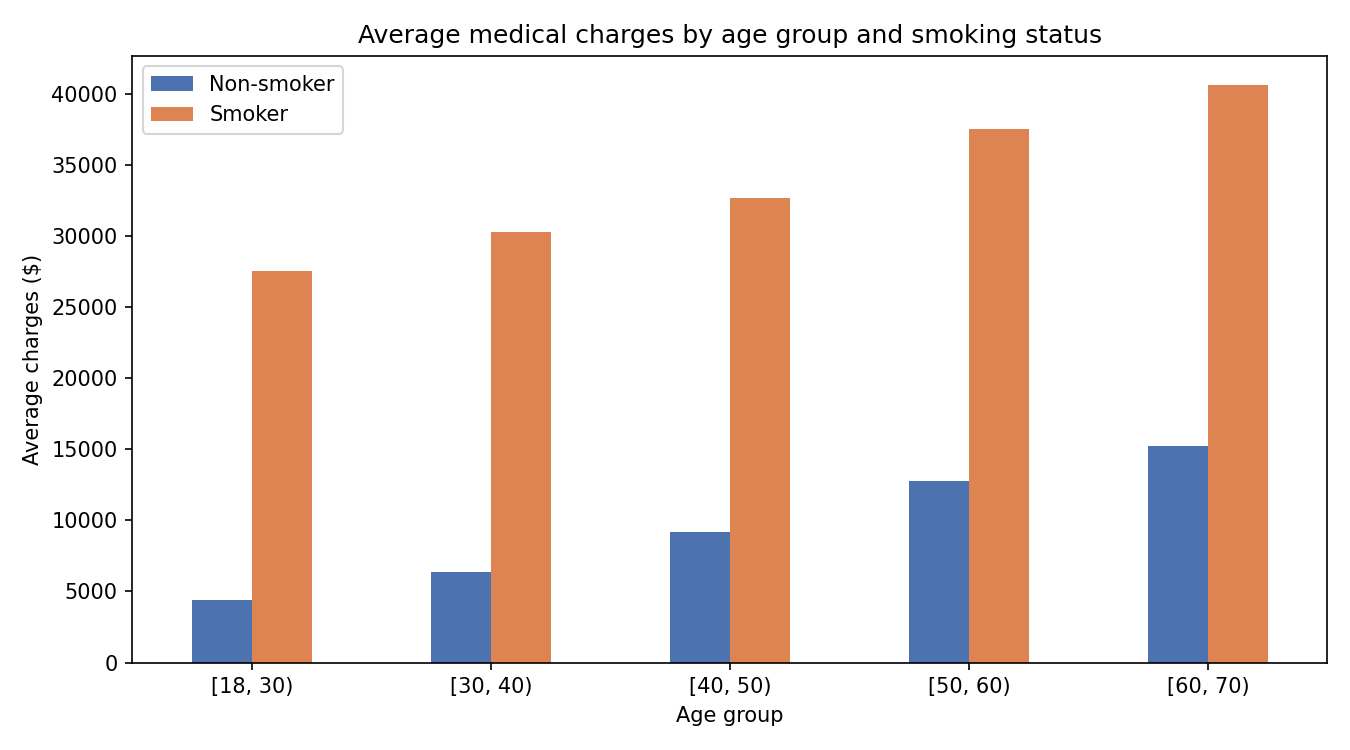 Average medical charges by age group and smoking status
Non-smoker
Smoker
40000
35000
30000
25000
20000
15000
10000
5000
0
Average charges ($)
[18, 30) [30, 40) [40, 50) [50, 60) [60, 70)
Age group